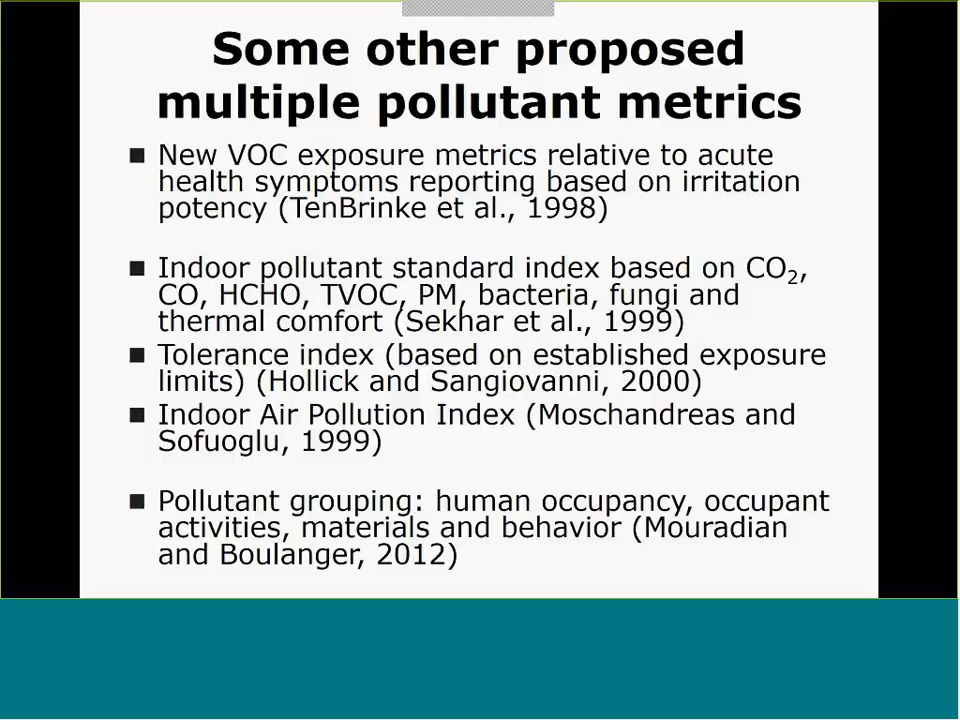 Some other proposed
multiple pollutant metrics
■ New VOC exposure metrics relative to acute
health symptoms reporting based on irritation
potency (TenBrinke et al., 1998)
■ Indoor pollutant standard index based on CO₂,
CO, HCHO, TVOC, PM, bacteria, fungi and
thermal comfort (Sekhar et al., 1999)
■ Tolerance index (based on established exposure
limits) (Hollick and Sangiovanni, 2000)
■ Indoor Air Pollution Index (Moschandreas and
Sofuoglu, 1999)
■ Pollutant grouping: human occupancy, occupant
activities, materials and behavior (Mouradian
and Boulanger, 2012)